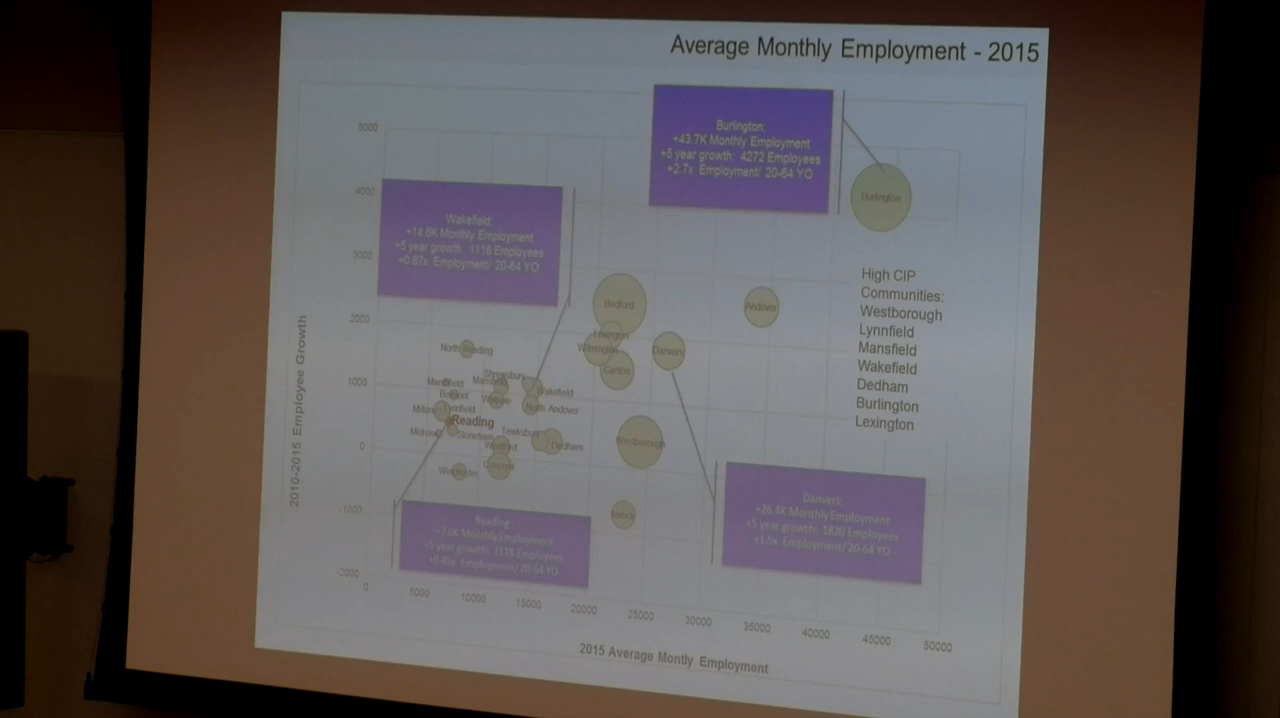 Average Monthly Employment - 2015
Burlington:
+43.7K Monthly Employment
+5 year growth: 4272 Employees
+2.7x Employment/ 20-64 YO
Wakefield:
+14.6K Monthly Employment
+5 year growth 1116 Employees
+0.87x Employment/ 20-64 YO
5000
4000
3000
2000
1000
0
-1000
-2000
2010-2015 Employee Growth
Burlington
Bedford
Andover
Lexington
Wilmington
Danvers
Canton
North Reading
Shrewsbury
Wakefield
North Andover
Milton
Lynnfield
Reading
Melrose
Stoneham
Tewksbury
Dedham
Westford
Westborough
Concord
Winchester
Natick
High CIP
Communities:
Westborough
Lynnfield
Mansfield
Wakefield
Dedham
Burlington
Lexington
Reading:
+7.0K Monthly Employment
+5 year growth: 1118 Employees
+0.45x Employment/ 20-64 YO
Danvers:
+26.4K Monthly Employment
+5 year growth: 1820 Employees
+1.5x Employment/ 20-64 YO
0
5000
10000
15000
20000
25000
30000
35000
40000
45000
50000
2015 Average Montly Employment